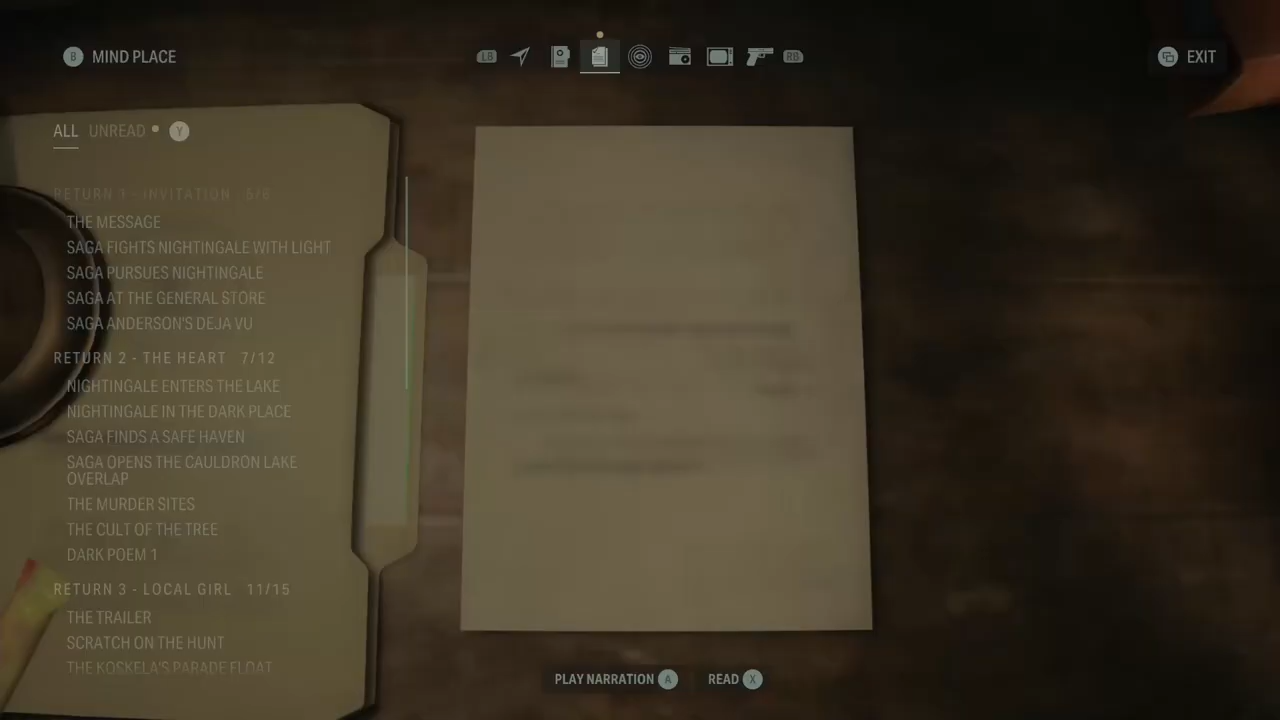 B MIND PLACE
LB
RB
EXIT
ALL UNREAD Y
RETURN 1 - INVITATION 5/6
THE MESSAGE
SAGA FIGHTS NIGHTINGALE WITH LIGHT
SAGA PURSUES NIGHTINGALE
SAGA AT THE GENERAL STORE
SAGA ANDERSON'S DEJA VU
RETURN 2 - THE HEART 7/12
NIGHTINGALE ENTERS THE LAKE
NIGHTINGALE IN THE DARK PLACE
SAGA FINDS A SAFE HAVEN
SAGA OPENS THE CAULDRON LAKE
OVERLAP
THE MURDER SITES
THE CULT OF THE TREE
DARK POEM 1
RETURN 3 - LOCAL GIRL 11/15
THE TRAILER
SCRATCH ON THE HUNT
THE KOSKELA'S PARADE FLOAT
PLAY NARRATION A
READ X